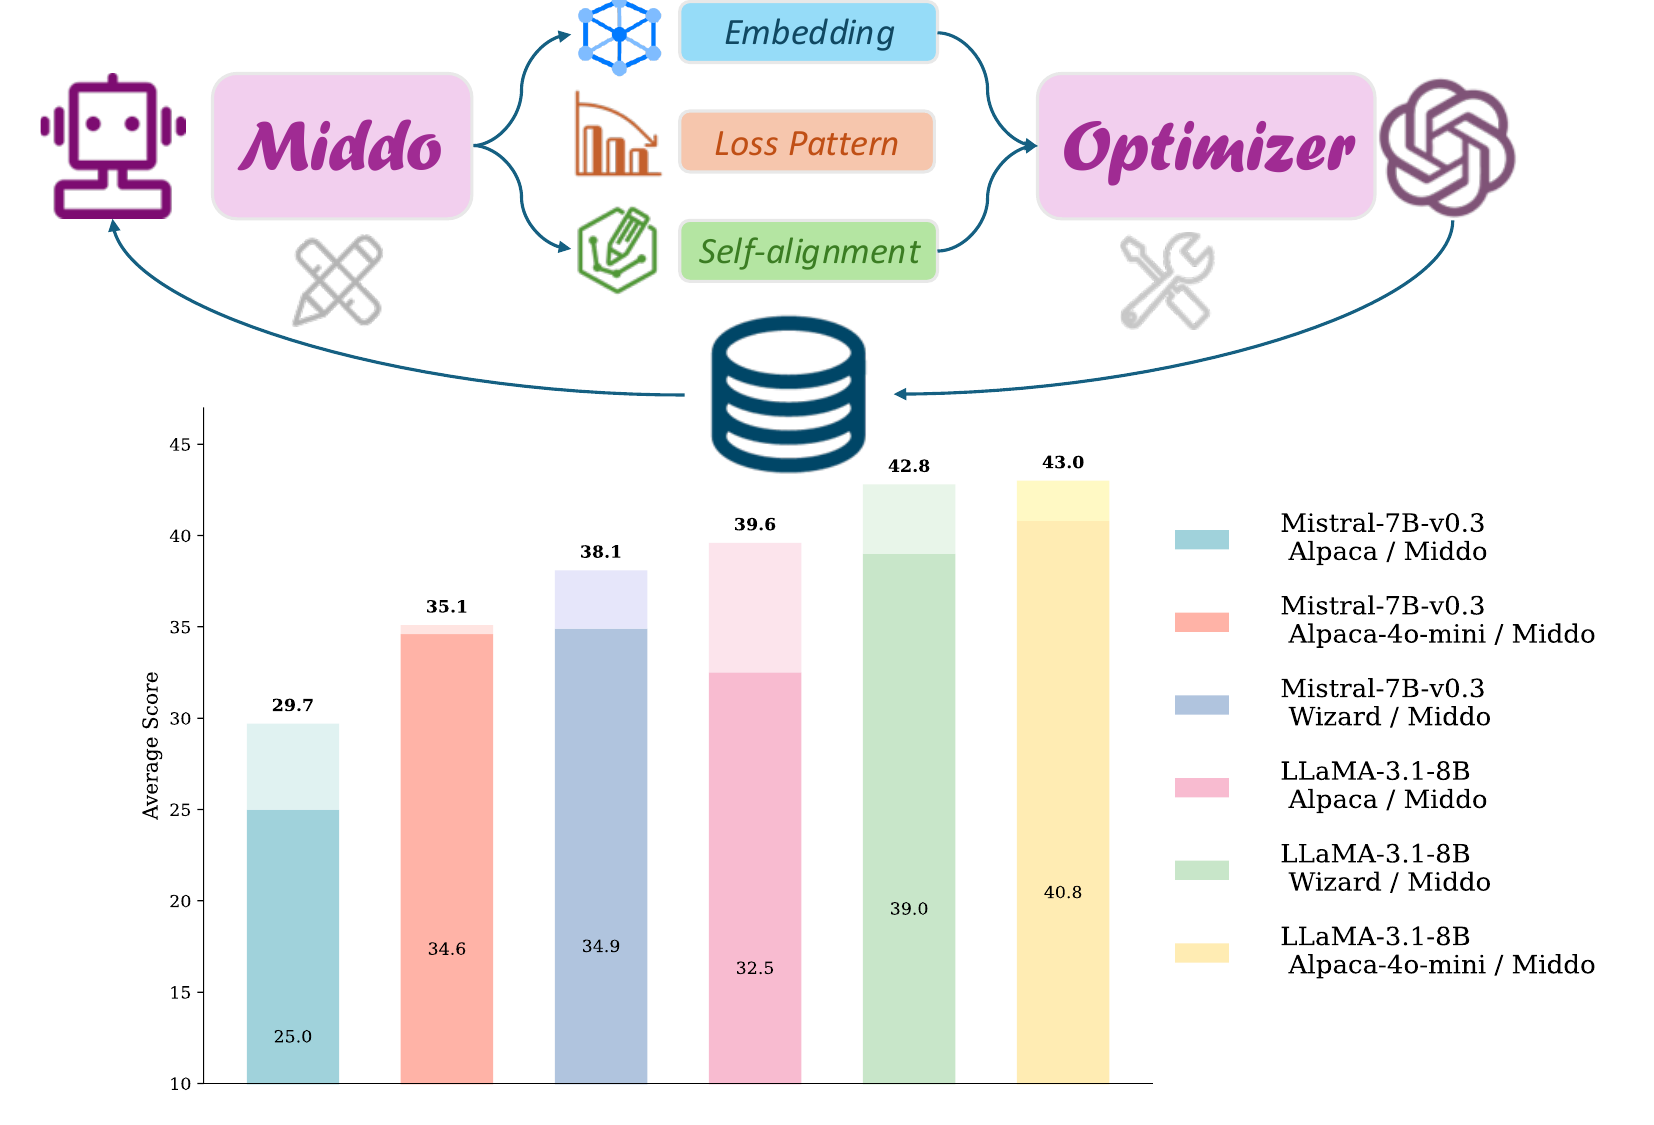 Embedding
Middo
Loss Pattern
Optimizer
Self-alignment
45
40
35
30
25
20
15
10
Average Score
29.7
35.1
38.1
39.6
42.8
43.0
25.0
34.6
34.9
32.5
39.0
40.8
Mistral-7B-v0.3
Alpaca / Middo
Mistral-7B-v0.3
Alpaca-4o-mini / Middo
Mistral-7B-v0.3
Wizard / Middo
LLaMA-3.1-8B
Alpaca / Middo
LLaMA-3.1-8B
Wizard / Middo
LLaMA-3.1-8B
Alpaca-4o-mini / Middo